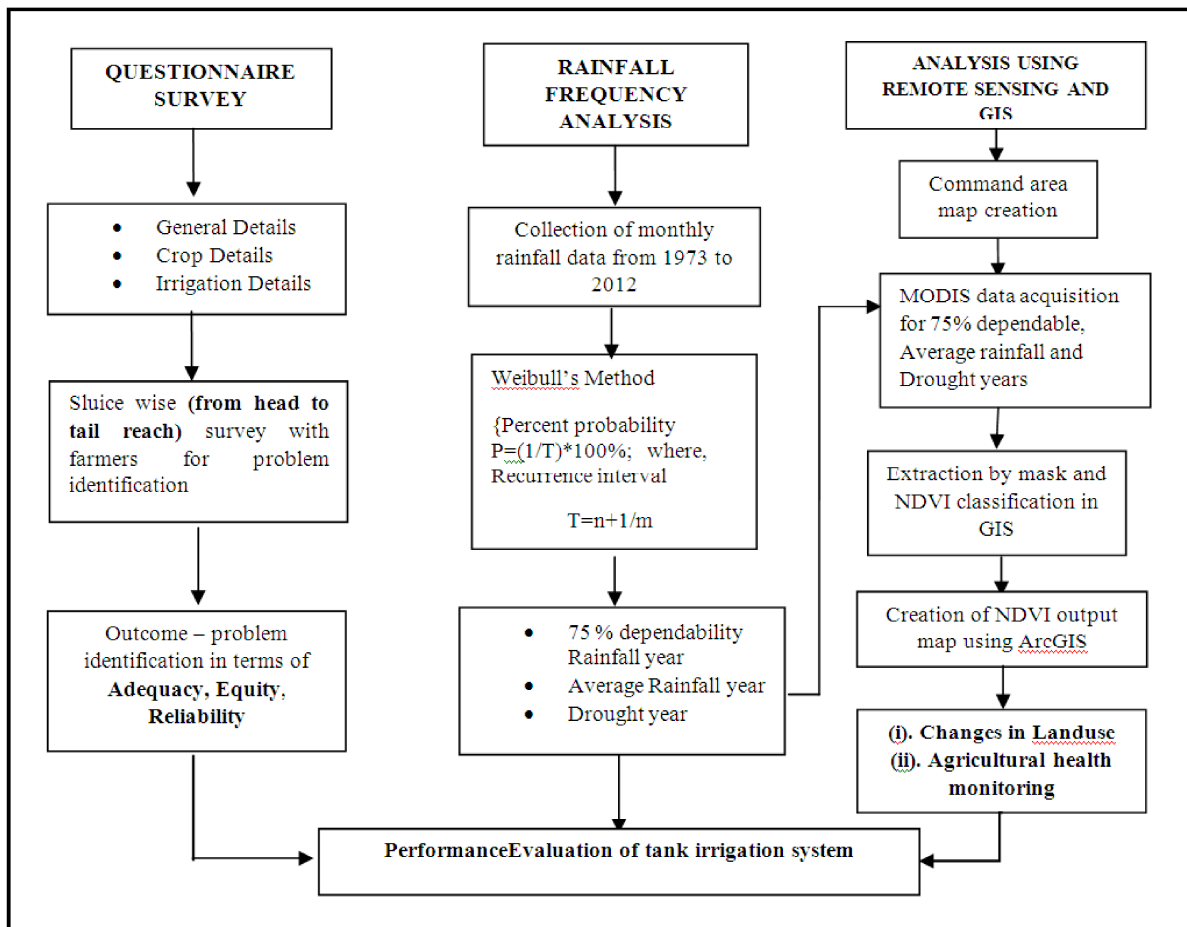 QUESTIONNAIRE
SURVEY
General Details
Crop Details
Irrigation Details
Sluice wise (from head to
tail reach) survey with
farmers for problem
identification
Outcome – problem
identification in terms of
Adequacy, Equity,
Reliability
RAINFALL
FREQUENCY
ANALYSIS
Collection of monthly
rainfall data from 1973 to
2012
Weibull’s Method
{Percent probability
P=(1/T)*100%; where,
Recurrence interval
T=n+1/m
75 % dependability
Rainfall year
Average Rainfall year
Drought year
ANALYSIS USING
REMOTE SENSING AND
GIS
Command area
map creation
MODIS data acquisition
for 75% dependable,
Average rainfall and
Drought years
Extraction by mask and
NDVI classification in
GIS
Creation of NDVI output
map using ArcGIS
(i). Changes in Landuse
(ii). Agricultural health
monitoring
PerformanceEvaluation of tank irrigation system